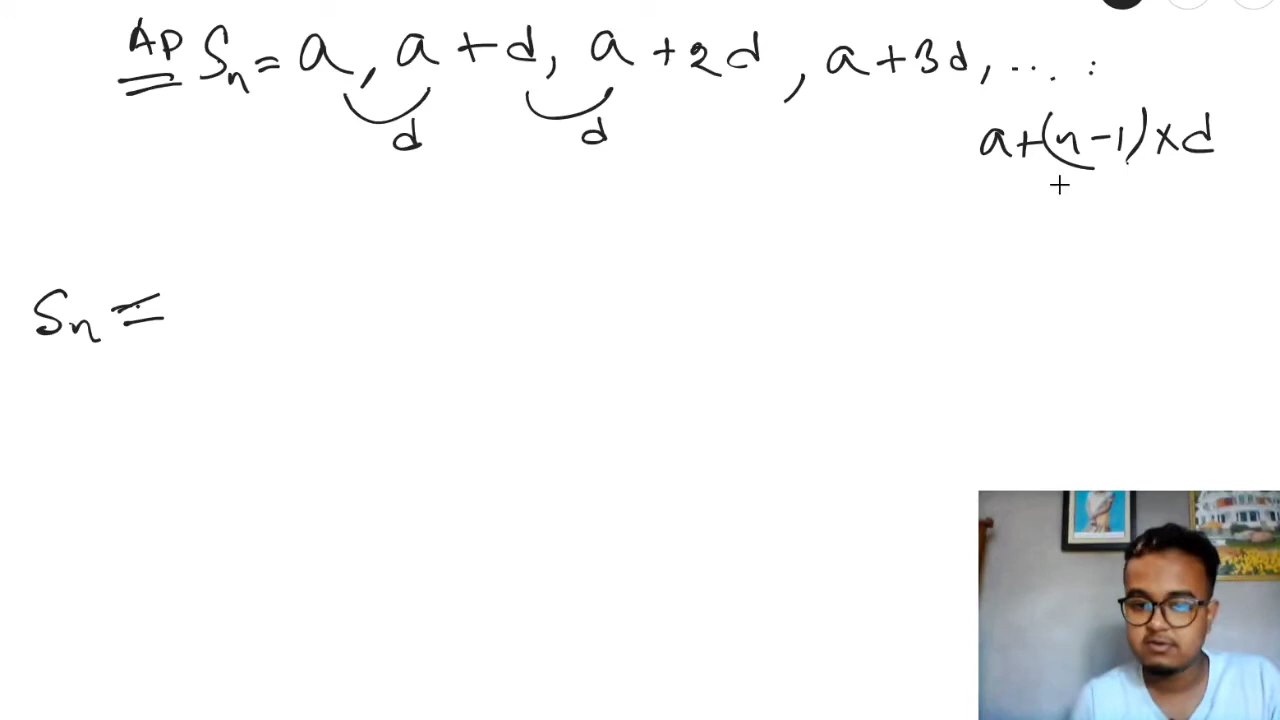 AP Sn = a, a + d, a + 2d, a + 3d, .... :
d d
a + (n - 1) × d
Sn =